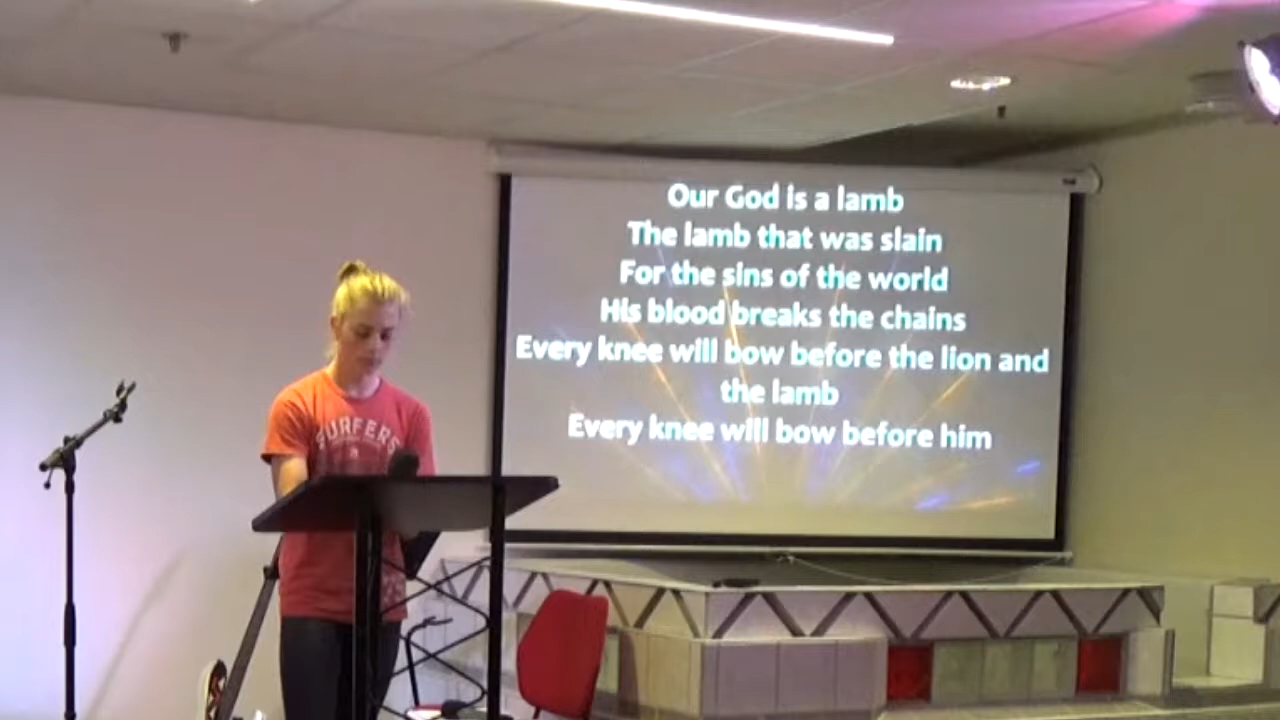 Our God is a lamb
The lamb that was slain
For the sins of the world
His blood breaks the chains
Every knee will bow before the lion and
the lamb
Every knee will bow before him
SURFERS